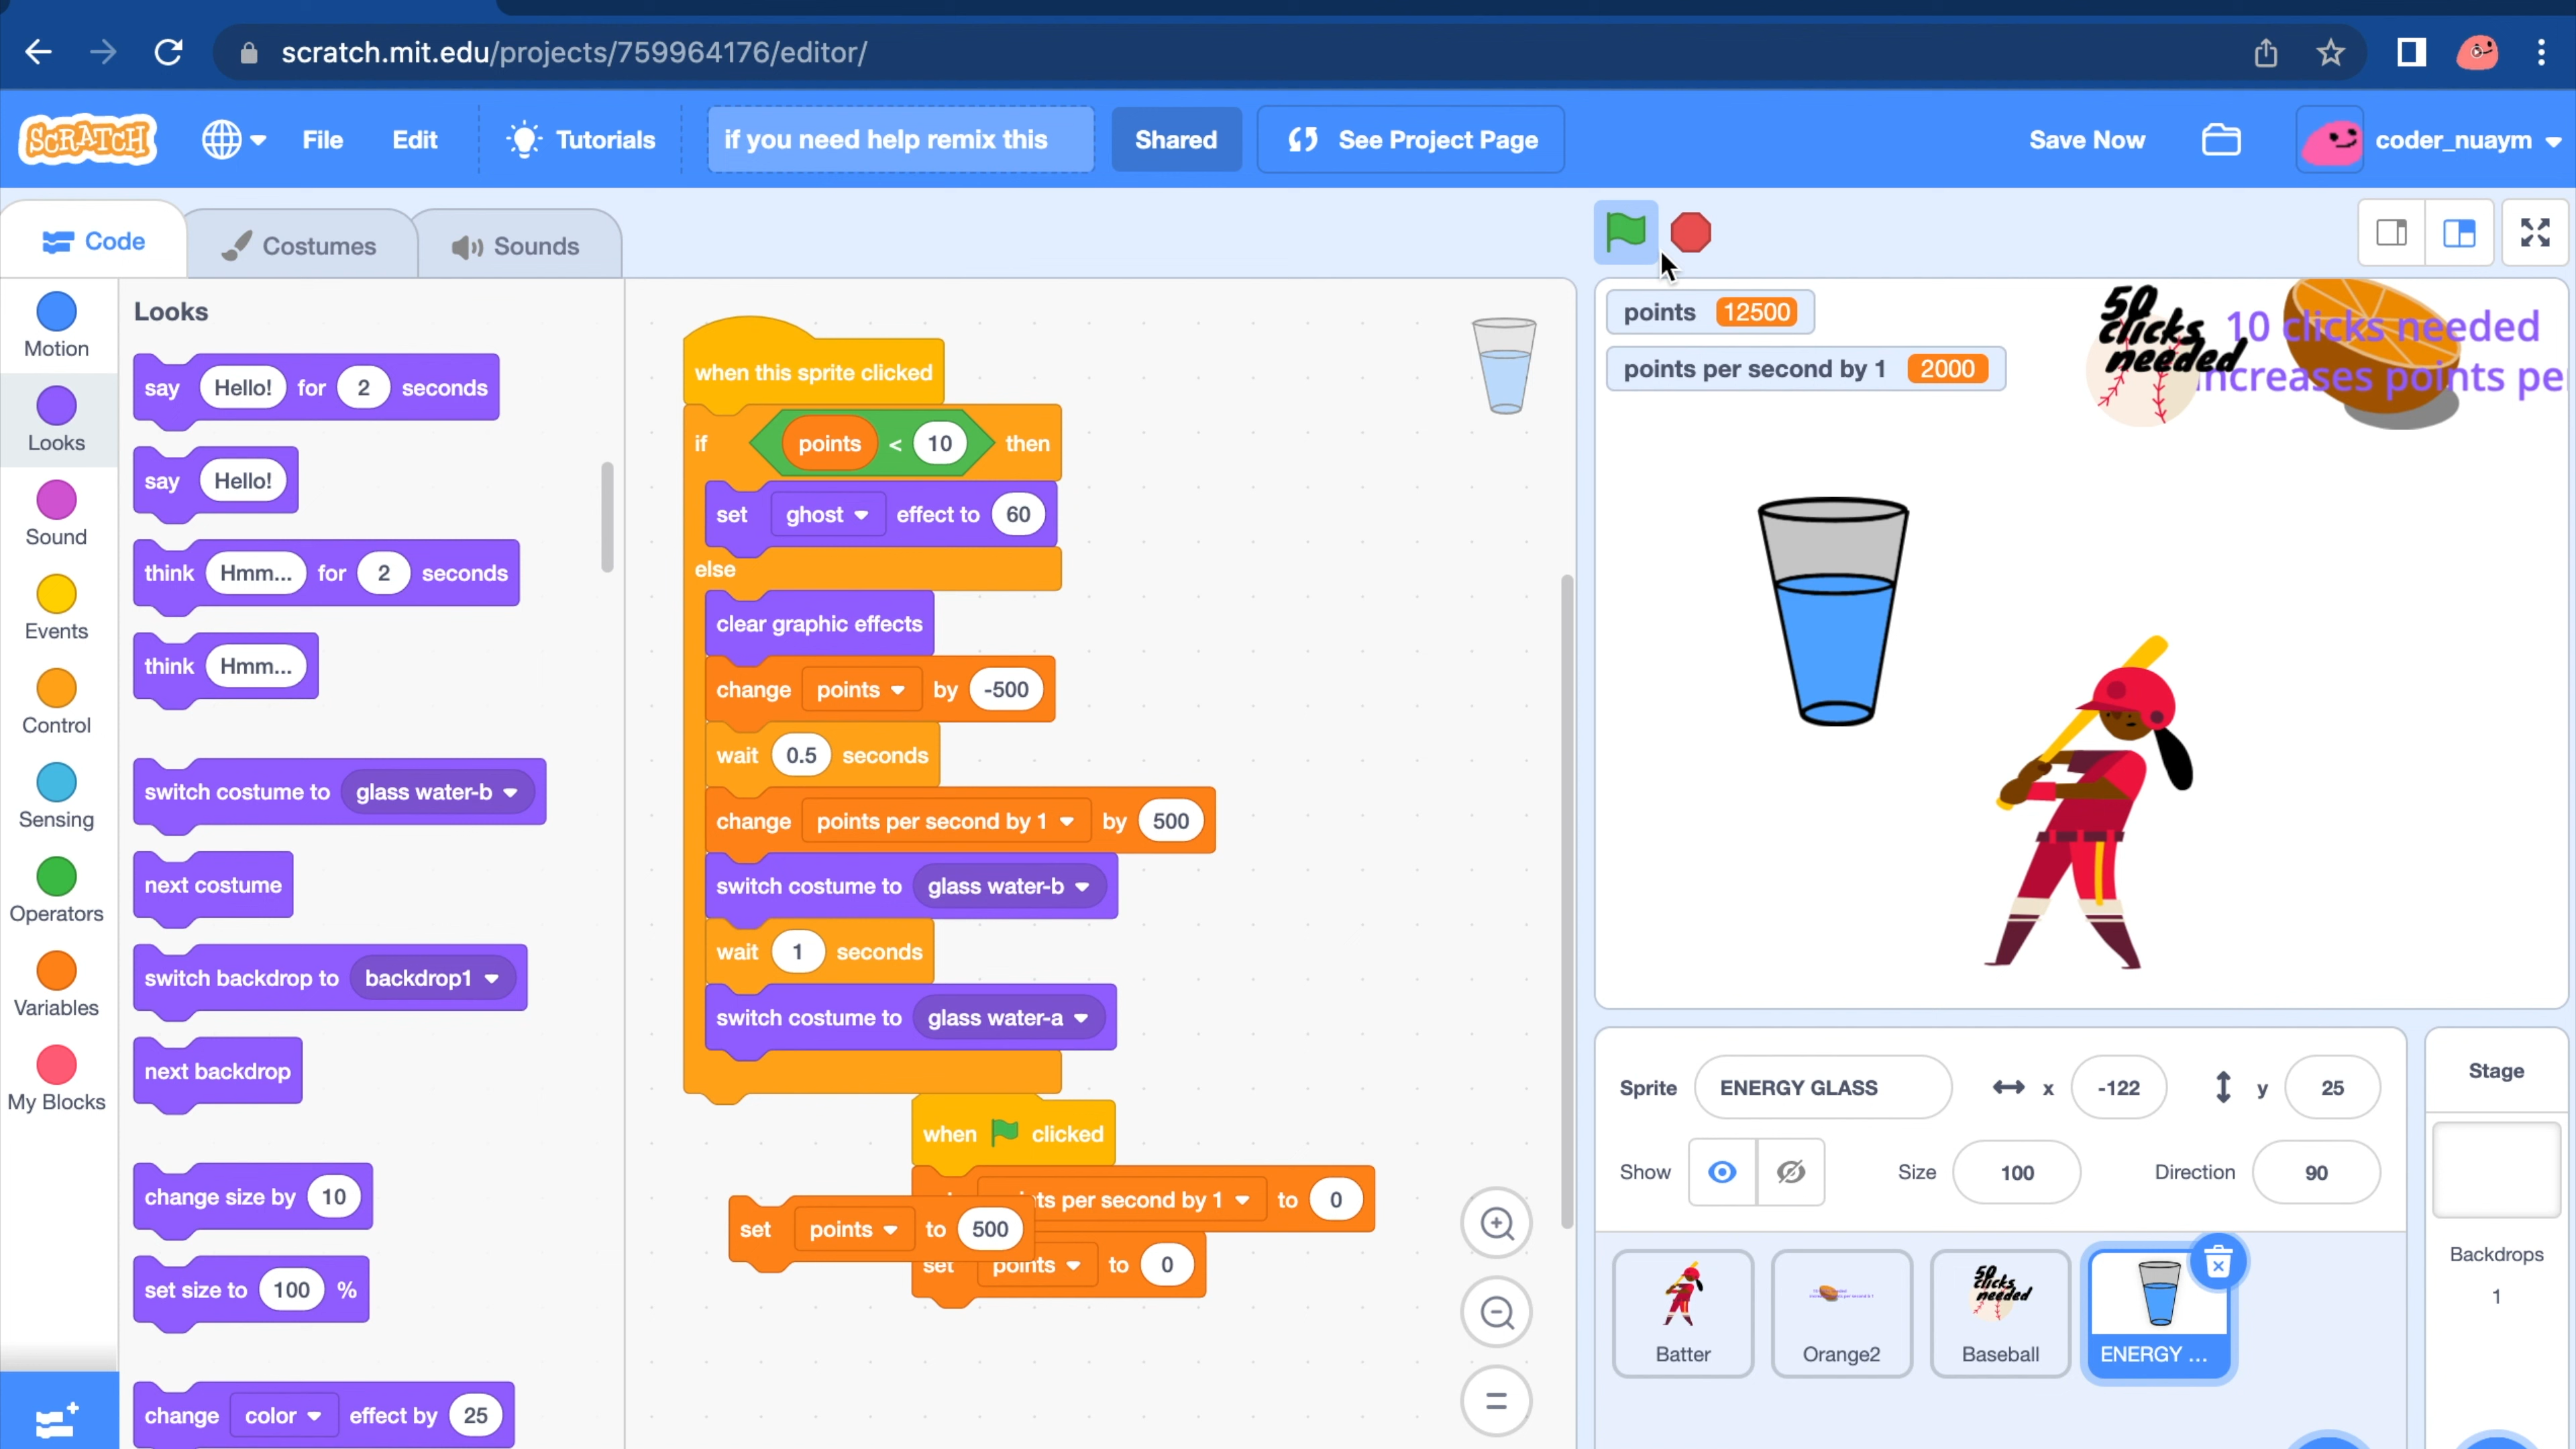 scratch.mit.edu/projects/759964176/editor/
SCRATCH File Edit Tutorials if you need help remix this Shared See Project Page Save Now coder_nuaym
Code Costumes Sounds
Motion
Looks
Sound
Events
Control
Sensing
Operators
Variables
My Blocks
Looks
say Hello! for 2 seconds
say Hello!
think Hmm... for 2 seconds
think Hmm...
switch costume to glass water-b
next costume
switch backdrop to backdrop1
next backdrop
change size by 10
set size to 100 %
change color effect by 25
when this sprite clicked
if points < 10 then
set ghost effect to 60
else
clear graphic effects
change points by -500
wait 0.5 seconds
change points per second by 1 by 500
switch costume to glass water-b
wait 1 seconds
switch costume to glass water-a
when clicked
per second by 1 to 0
set points to 500
set points to 0
=
points 12500
points per second by 1 2000
50
clicks
needed
10 clicks needed
increases points pe
Sprite ENERGY GLASS x -122 y 25
Show Size 100 Direction 90
50
clicks
needed
Batter Orange2 Baseball ENERGY ...
Stage
Backdrops
1